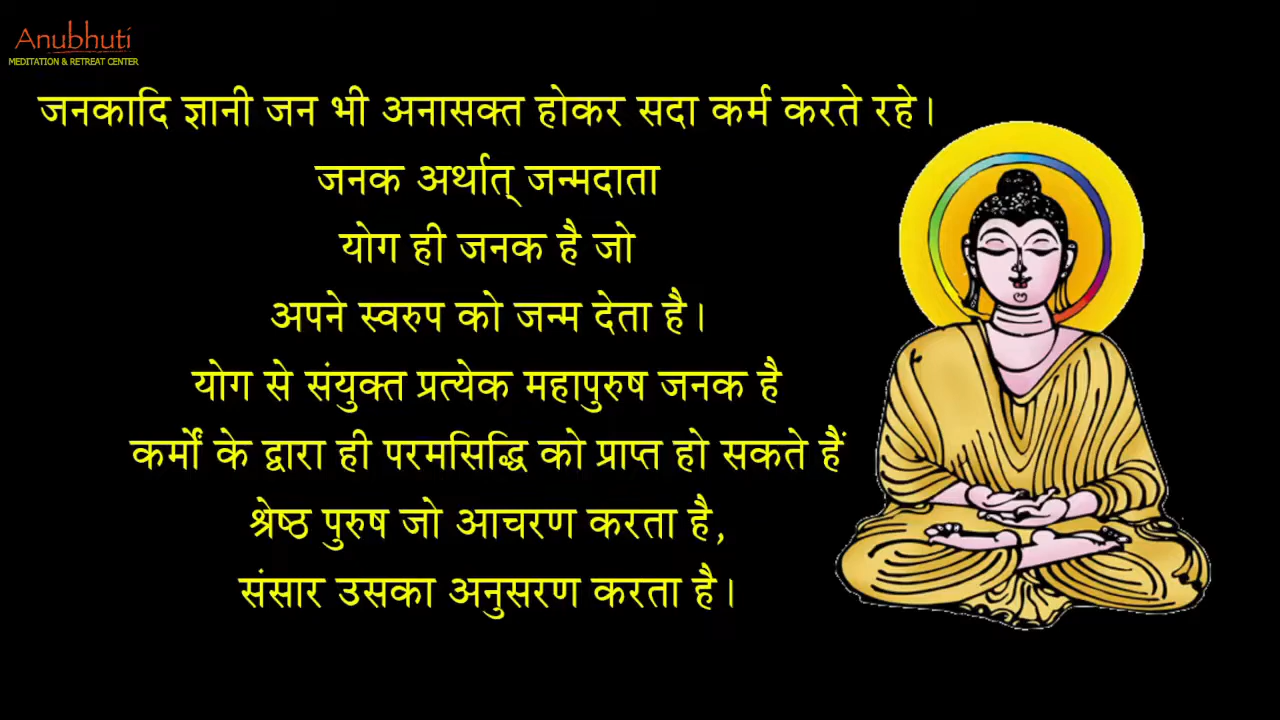 Anubhuti
MEDITATION & RETREAT CENTER
जनकादि ज्ञानी जन भी अनासक्त होकर सदा कर्म करते रहे।
जनक अर्थात् जन्मदाता
योग ही जनक है जो
अपने स्वरुप को जन्म देता है।
योग से संयुक्त प्रत्येक महापुरुष जनक है
कर्मों के द्वारा ही परमसिद्धि को प्राप्त हो सकते हैं
श्रेष्ठ पुरुष जो आचरण करता है,
संसार उसका अनुसरण करता है।